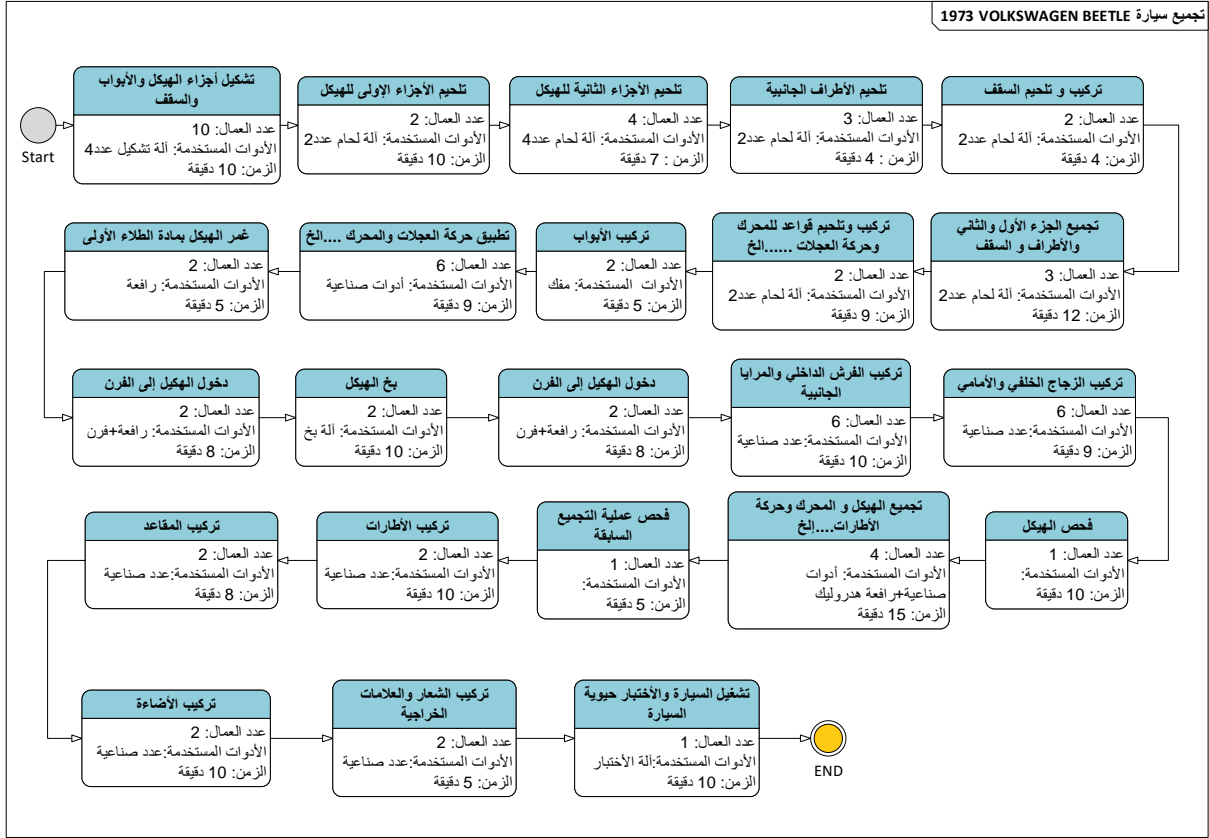 تجميع سيارة 1973 VOLKSWAGEN BEETLE
Start
تشكيل أجزاء الهيكل والأبواب
والسقف
عدد العمال: 10
الأدوات المستخدمة: آلة تشكيل عدد4
الزمن: 10 دقيقة
تلحيم الأجزاء الإولى للهيكل
عدد العمال: 2
الأدوات المستخدمة: آلة لحام عدد2
الزمن: 10 دقيقة
تلحيم الأجزاء الثانية للهيكل
عدد العمال: 4
الأدوات المستخدمة: آلة لحام عدد4
الزمن : 7 دقيقة
تلحيم الأطراف الجانبية
عدد العمال: 3
الأدوات المستخدمة: آلة لحام عدد2
الزمن : 4 دقيقة
تركيب و تلحيم السقف
عدد العمال: 2
الأدوات المستخدمة: آلة لحام عدد2
الزمن: 4 دقيقة
تجميع الجزء الأول والثاني
والأطراف و السقف
عدد العمال: 3
الأدوات المستخدمة: آلة لحام عدد2
الزمن: 12 دقيقة
تركيب وتلحيم قواعد للمحرك
وحركة العجلات ......الخ
عدد العمال: 2
الأدوات المستخدمة: آلة لحام عدد2
الزمن: 9 دقيقة
تركيب الأبواب
عدد العمال: 2
الأدوات المستخدمة: مفك
الزمن: 5 دقيقة
تطبيق حركة العجلات والمحرك ....الخ
عدد العمال: 6
الأدوات المستخدمة: أدوات صناعية
الزمن: 9 دقيقة
غمر الهيكل بمادة الطلاء الأولى
عدد العمال: 2
الأدوات المستخدمة: رافعة
الزمن: 5 دقيقة
دخول الهكيل إلى الفرن
عدد العمال: 2
الأدوات المستخدمة: رافعة+فرن
الزمن: 8 دقيقة
بخ الهيكل
عدد العمال: 2
الأدوات المستخدمة: آلة بخ
الزمن: 10 دقيقة
دخول الهكيل إلى الفرن
عدد العمال: 2
الأدوات المستخدمة: رافعة+فرن
الزمن: 8 دقيقة
تركيب الفرش الداخلي والمرايا
الجانبية
عدد العمال: 6
الأدوات المستخدمة:عدد صناعية
الزمن: 10 دقيقة
تركيب الزجاج الخلفي والأمامي
عدد العمال: 6
الأدوات المستخدمة:عدد صناعية
الزمن: 9 دقيقة
فحص الهيكل
عدد العمال: 1
الأدوات المستخدمة:
الزمن: 10 دقيقة
تجميع الهيكل و المحرك وحركة
الأطارات....إلخ
عدد العمال: 4
الأدوات المستخدمة: أدوات
صناعية+رافعة هدروليك
الزمن: 15 دقيقة
فحص عملية التجميع
السابقة
عدد العمال: 1
الأدوات المستخدمة:
الزمن: 5 دقيقة
تركيب الأطارات
عدد العمال: 2
الأدوات المستخدمة:عدد صناعية
الزمن: 10 دقيقة
تركيب المقاعد
عدد العمال: 2
الأدوات المستخدمة:عدد صناعية
الزمن: 8 دقيقة
تركيب الأضاءة
عدد العمال: 2
الأدوات المستخدمة:عدد صناعية
الزمن: 10 دقيقة
تركيب الشعار والعلامات
الخراجية
عدد العمال: 2
الأدوات المستخدمة:عدد صناعية
الزمن: 5 دقيقة
تشغيل السيارة والأختبار حيوية
السيارة
عدد العمال: 1
الأدوات المستخدمة:آلة الأختبار
الزمن: 10 دقيقة
END